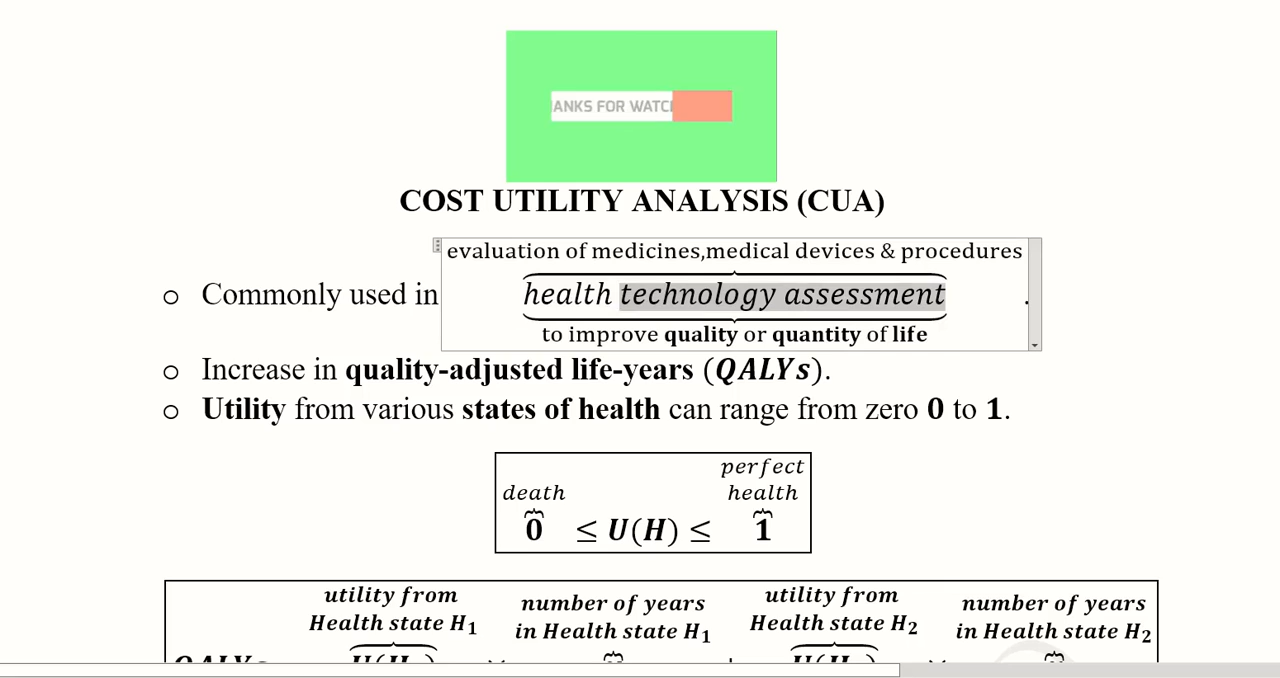 ANKS FOR WATC
COST UTILITY ANALYSIS (CUA)
evaluation of medicines,medical devices & procedures
o Commonly used in health technology assessment .
to improve quality or quantity of life
o Increase in quality-adjusted life-years (QALYs).
o Utility from various states of health can range from zero 0 to 1.
perfect
death health
0 ≤ U(H) ≤ 1
utility from number of years utility from number of years
Health state H₁ in Health state H₁ Health state H₂ in Health state H₂